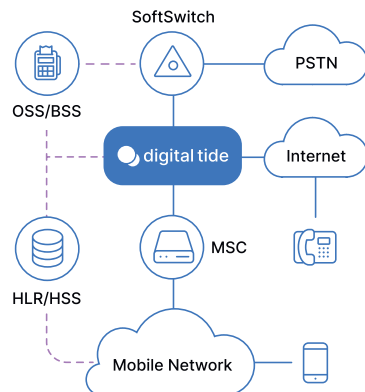 SoftSwitch
PSTN
OSS/BSS
digital tide
Internet
MSC
HLR/HSS
Mobile Network